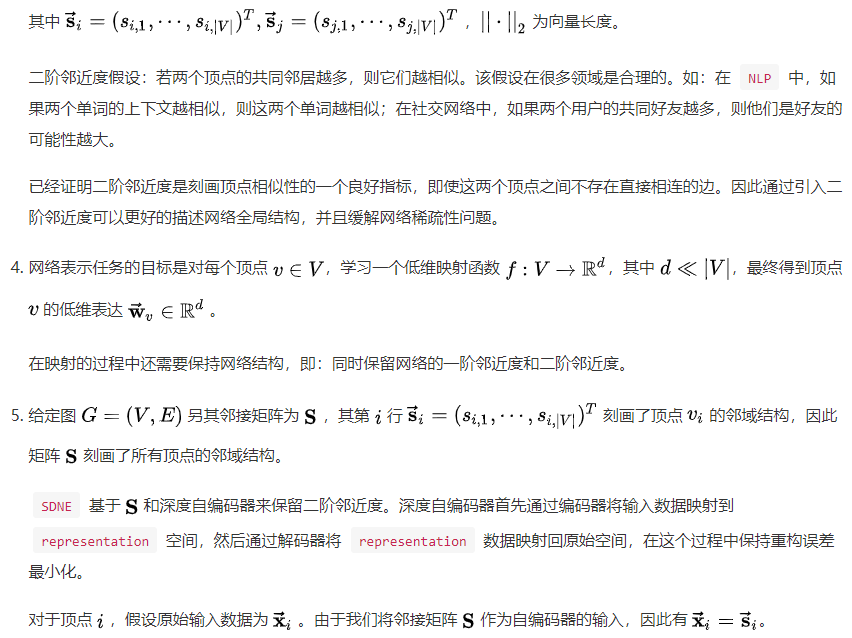 其中 $\vec{\mathbf{s}}_i = (s_{i,1}, \cdots, s_{i,|V|})^T, \vec{\mathbf{s}}_j = (s_{j,1}, \cdots, s_{j,|V|})^T$ ，$||\cdot||_2$ 为向量长度。
二阶邻近度假设：若两个顶点的共同邻居越多，则它们越相似。该假设在很多领域是合理的。如：在 NLP 中，如
果两个单词的上下文越相似，则这两个单词越相似；在社交网络中，如果两个用户的共同好友越多，则他们是好友的
可能性越大。
已经证明二阶邻近度是刻画顶点相似性的一个良好指标，即使这两个顶点之间不存在直接相连的边。因此通过引入二
阶邻近度可以更好的描述网络全局结构，并且缓解网络稀疏性问题。
4. 网络表示任务的目标是对每个顶点 $v \in V$，学习一个低维映射函数 $f: V \to \mathbb{R}^d$，其中 $d \ll |V|$，最终得到顶点
$v$ 的低维表达 $\vec{\mathbf{w}}_v \in \mathbb{R}^d$ 。
在映射的过程中还需要保持网络结构，即：同时保留网络的一阶邻近度和二阶邻近度。
5. 给定图 $G = (V, E)$ 另其邻接矩阵为 $\mathbf{S}$ ，其第 $i$ 行 $\vec{\mathbf{s}}_i = (s_{i,1}, \cdots, s_{i,|V|})^T$ 刻画了顶点 $v_i$ 的邻域结构，因此
矩阵 $\mathbf{S}$ 刻画了所有顶点的邻域结构。
SDNE 基于 $\mathbf{S}$ 和深度自编码器来保留二阶邻近度。深度自编码器首先通过编码器将输入数据映射到
representation 空间，然后通过解码器将 representation 数据映射回原始空间，在这个过程中保持重构误差
最小化。
对于顶点 $i$ ，假设原始输入数据为 $\vec{\mathbf{x}}_i$ 。由于我们将邻接矩阵 $\mathbf{S}$ 作为自编码器的输入，因此有 $\vec{\mathbf{x}}_i = \vec{\mathbf{s}}_i$。